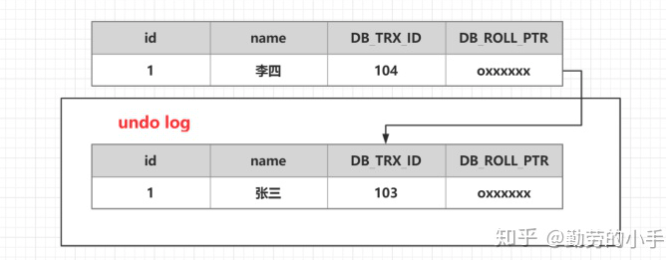 id name DB_TRX_ID DB_ROLL_PTR
1 李四 104 oxxxxxx
undo log
id name DB_TRX_ID DB_ROLL_PTR
1 张三 103 oxxxxxx
知乎 @勤劳的小手